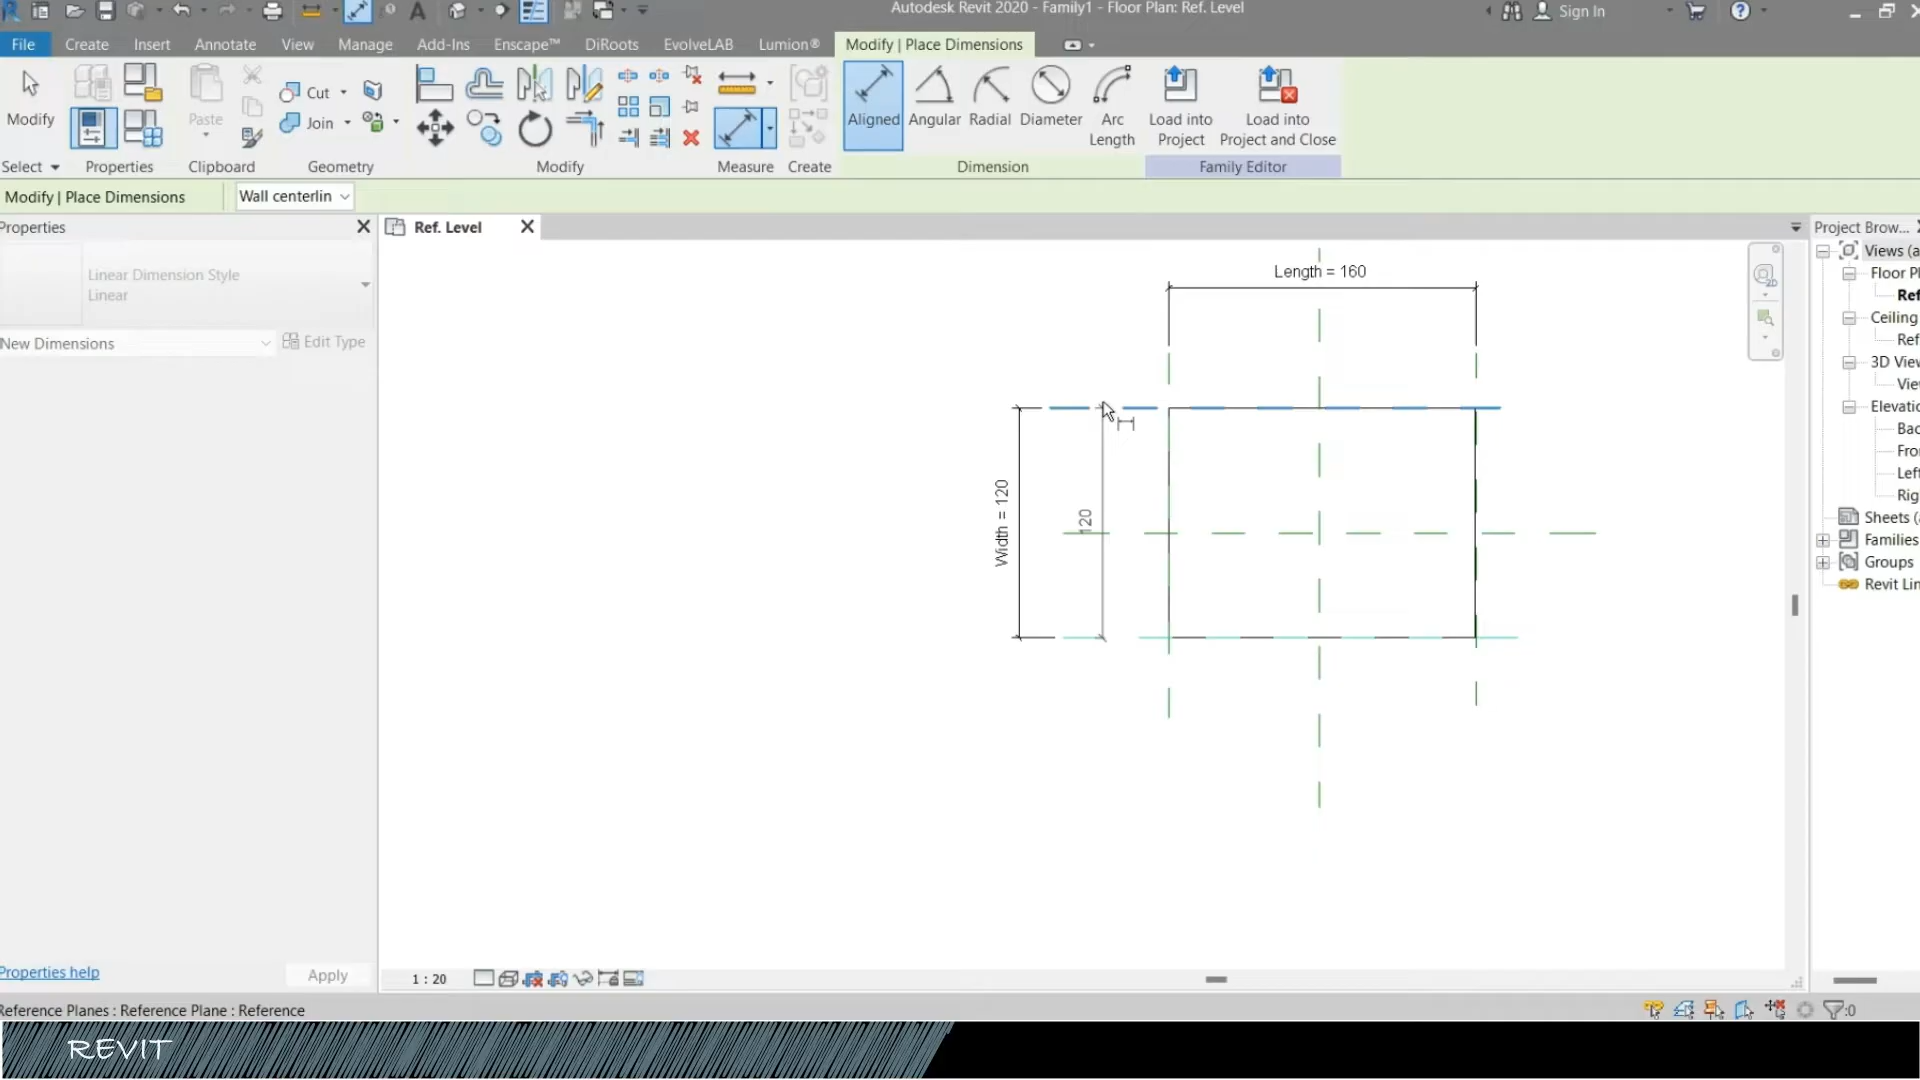 Autodesk Revit 2020 - Family1 - Floor Plan: Ref. Level
Sign In
File Create Insert Annotate View Manage Add-Ins Enscape™ DiRoots EvolveLAB Lumion® Modify | Place Dimensions
Modify
Paste
Cut
Join
Aligned Angular Radial Diameter Arc Length
Load into Project
Load into Project and Close
Select Properties Clipboard Geometry Modify Measure Create Dimension Family Editor
Modify | Place Dimensions
Wall centerlin
Properties
Ref. Level
Project Brow...
Linear Dimension Style
Linear
New Dimensions
Edit Type
Length = 160
Width = 120
120
Views (a
Floor Pl
Ref
Ceiling
Ref
3D View
View
Elevatio
Bac
Fro
Left
Rig
Sheets (
Families
Groups
Revit Lin
Properties help
Apply
1 : 20
Reference Planes : Reference Plane : Reference
:0
REVIT